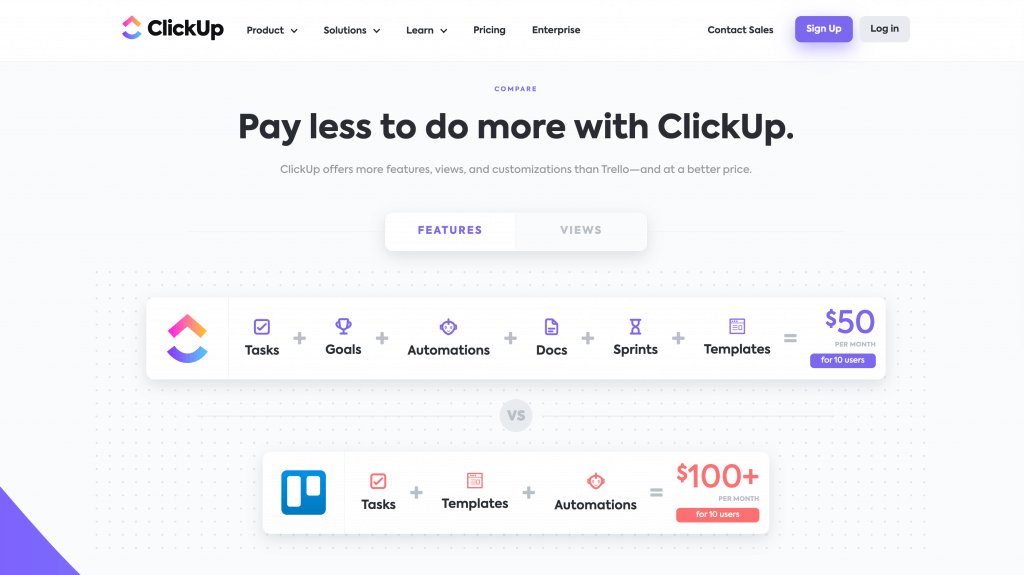 ClickUp Product Solutions Learn Pricing Enterprise Contact Sales Sign Up Log in
COMPARE
Pay less to do more with ClickUp.
ClickUp offers more features, views, and customizations than Trello—and at a better price.
FEATURES VIEWS
Tasks + Goals + Automations + Docs + Sprints + Templates = $50
PER MONTH
for 10 users
VS
Tasks + Templates + Automations = $100+
PER MONTH
for 10 users